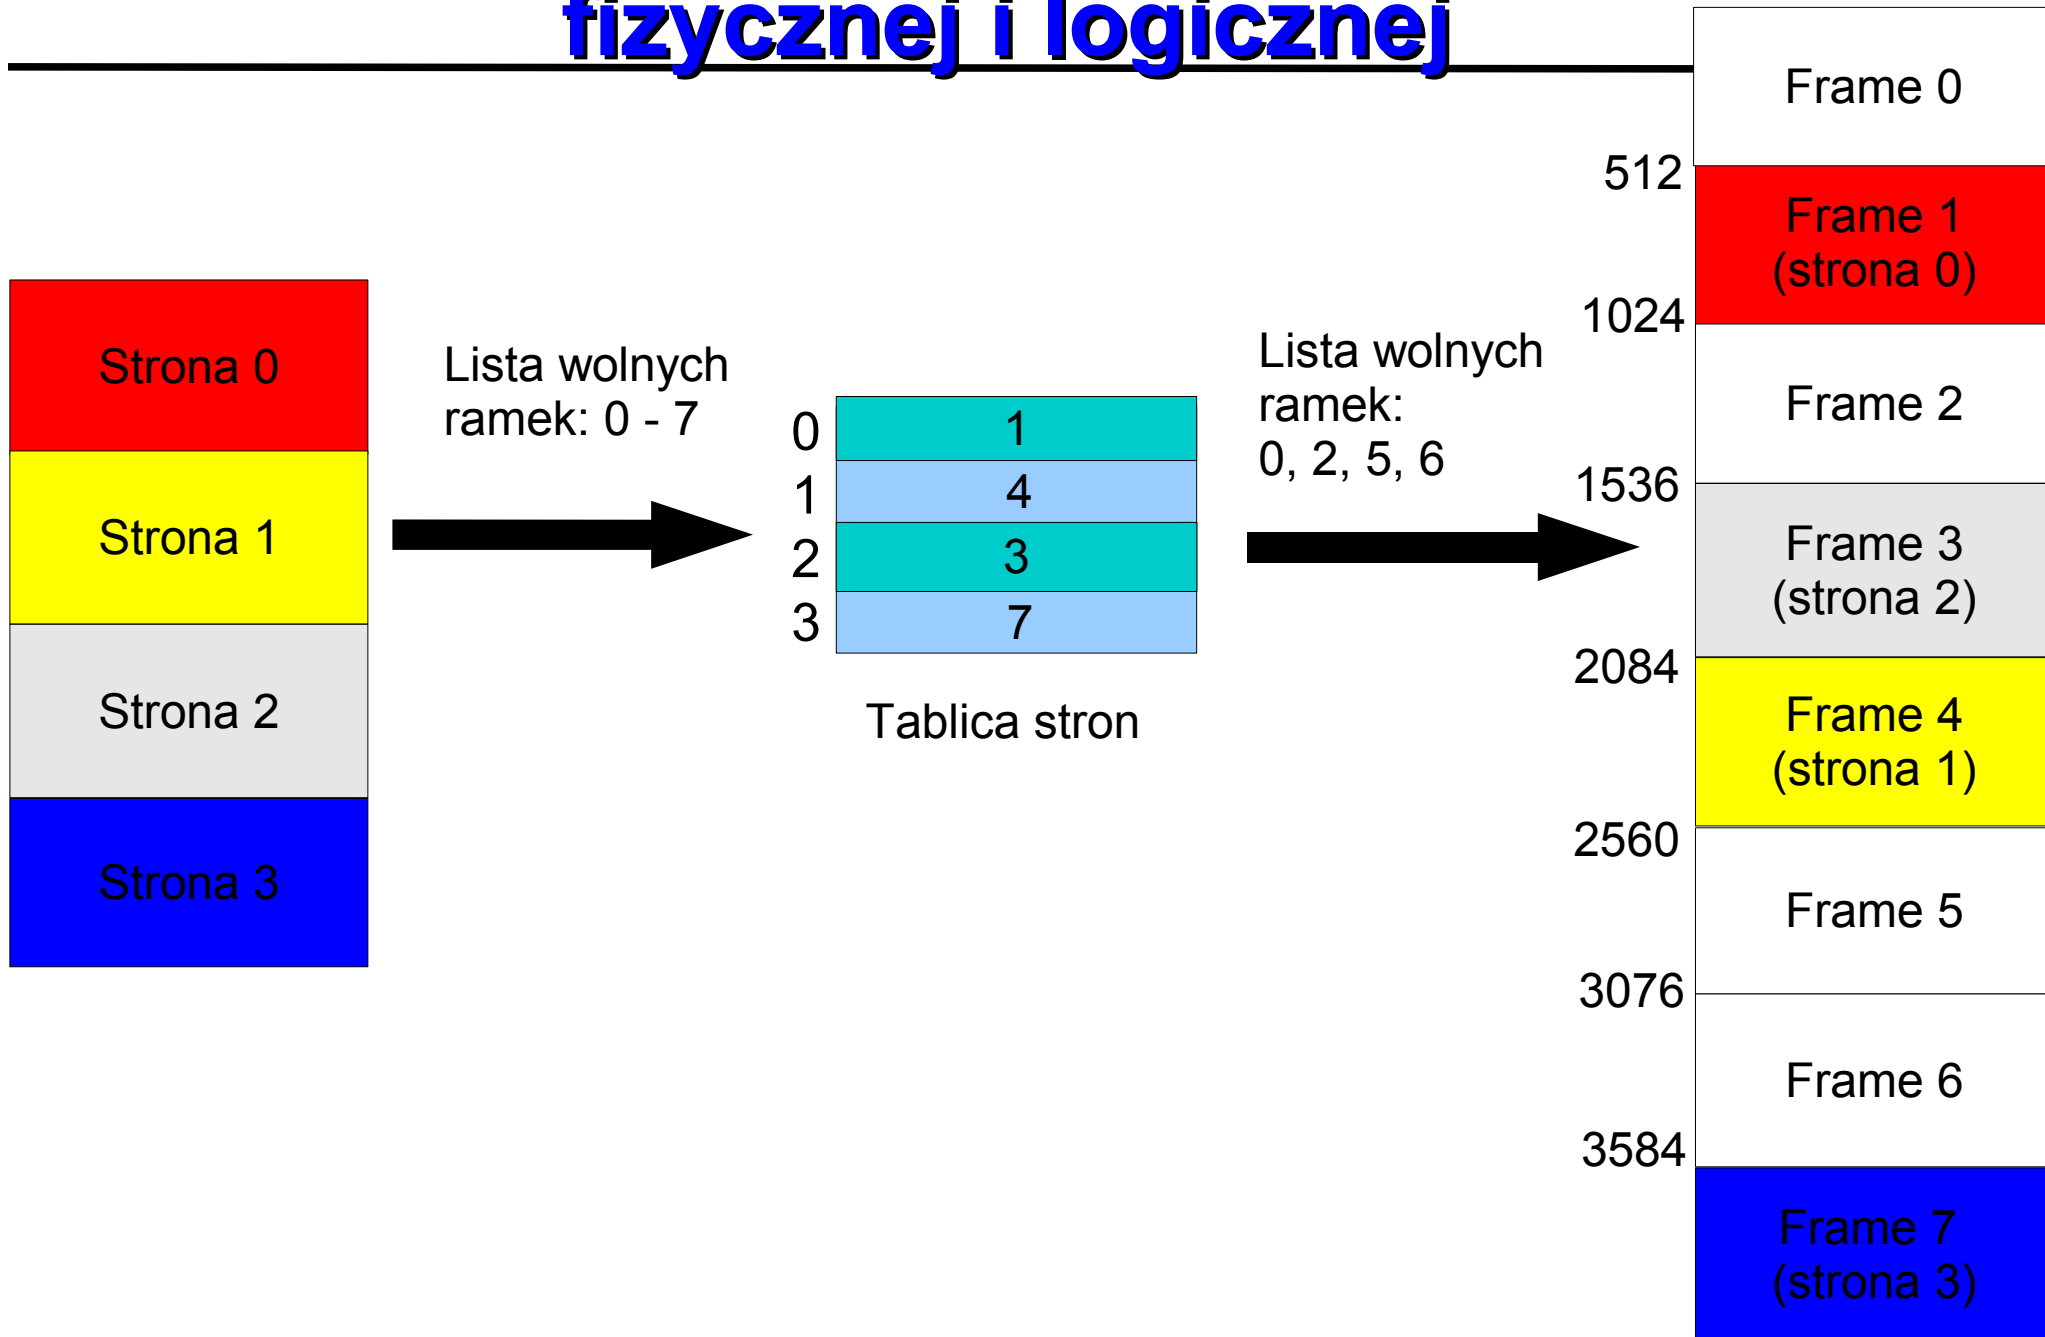 fizycznej i logicznej
Strona 0
Strona 1
Strona 2
Strona 3
Lista wolnych
ramek: 0 - 7
0
1
1
4
2
3
3
7
Tablica stron
Lista wolnych
ramek:
0, 2, 5, 6
Frame 0
512
Frame 1
(strona 0)
1024
Frame 2
1536
Frame 3
(strona 2)
2084
Frame 4
(strona 1)
2560
Frame 5
3076
Frame 6
3584
Frame 7
(strona 3)